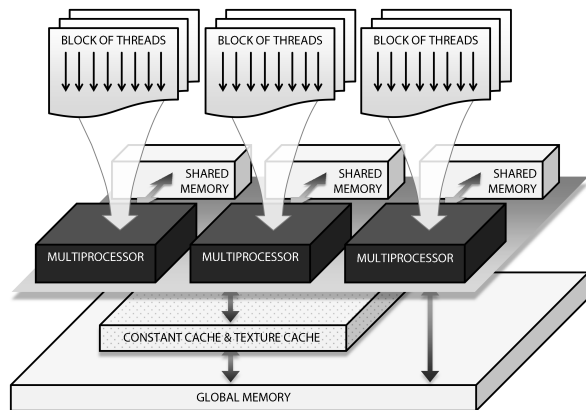 BLOCK OF THREADS
BLOCK OF THREADS
BLOCK OF THREADS
SHARED
MEMORY
SHARED
MEMORY
SHARED
MEMORY
MULTIPROCESSOR
MULTIPROCESSOR
MULTIPROCESSOR
CONSTANT CACHE & TEXTURE CACHE
GLOBAL MEMORY